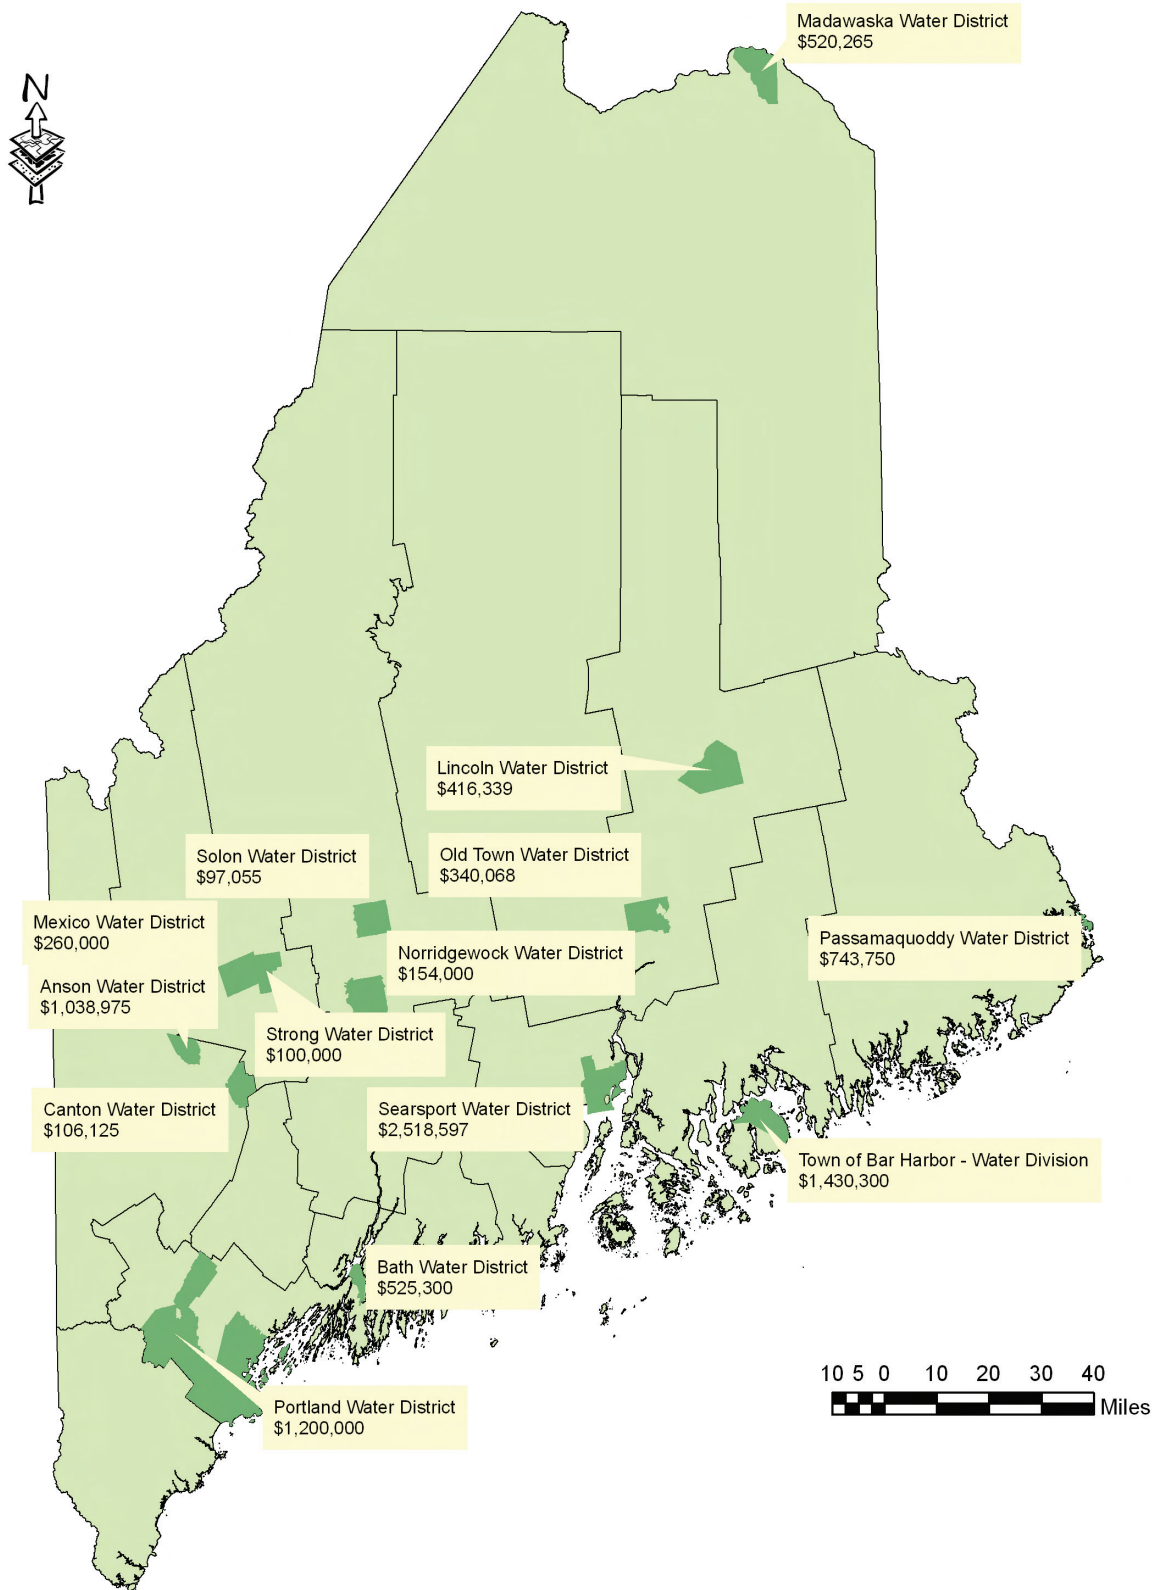 Madawaska Water District
$520,265
N
Lincoln Water District
$416,339
Solon Water District
$97,055
Old Town Water District
$340,068
Mexico Water District
$260,000
Norridgewock Water District
$154,000
Passamaquoddy Water District
$743,750
Anson Water District
$1,038,975
Strong Water District
$100,000
Canton Water District
$106,125
Searsport Water District
$2,518,597
Town of Bar Harbor - Water Division
$1,430,300
Bath Water District
$525,300
10 5 0 10 20 30 40
Miles
Portland Water District
$1,200,000